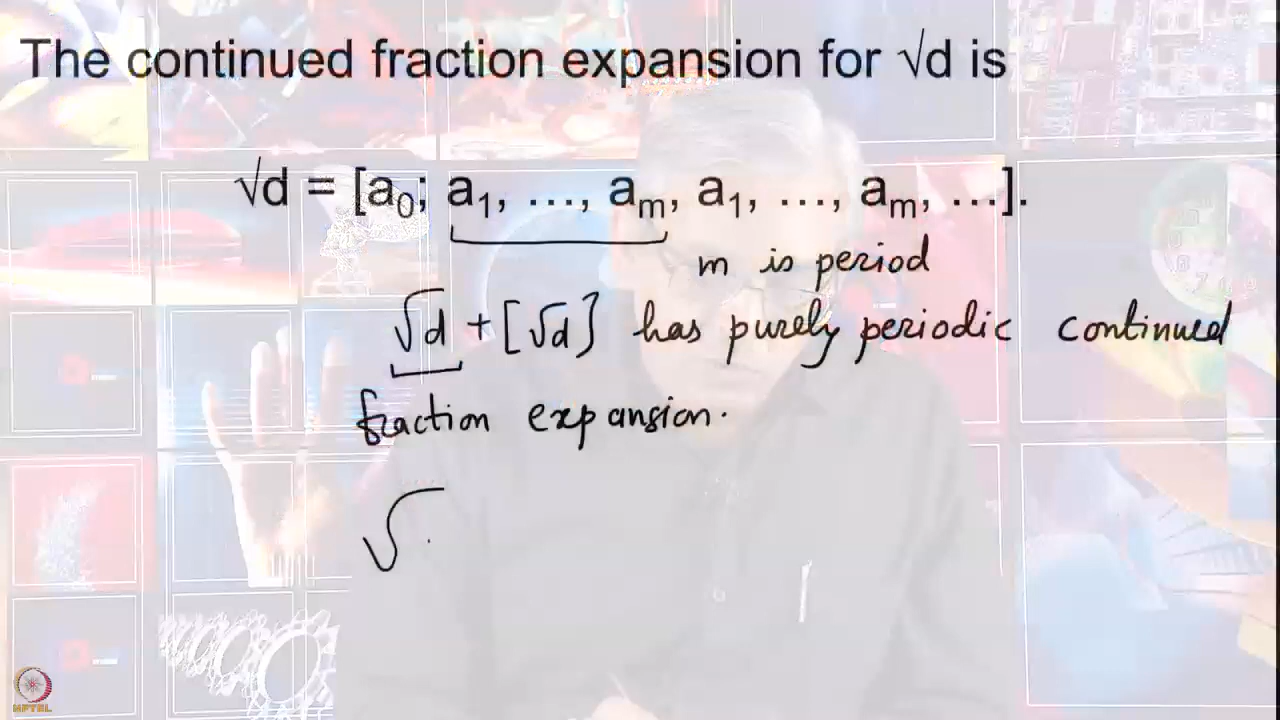 The continued fraction expansion for √d is
√d = [a₀; a₁, …, aₘ, a₁, …, aₘ, …].
m is period
√d + [√d] has purely periodic continued
fraction expansion.
√
NPTEL